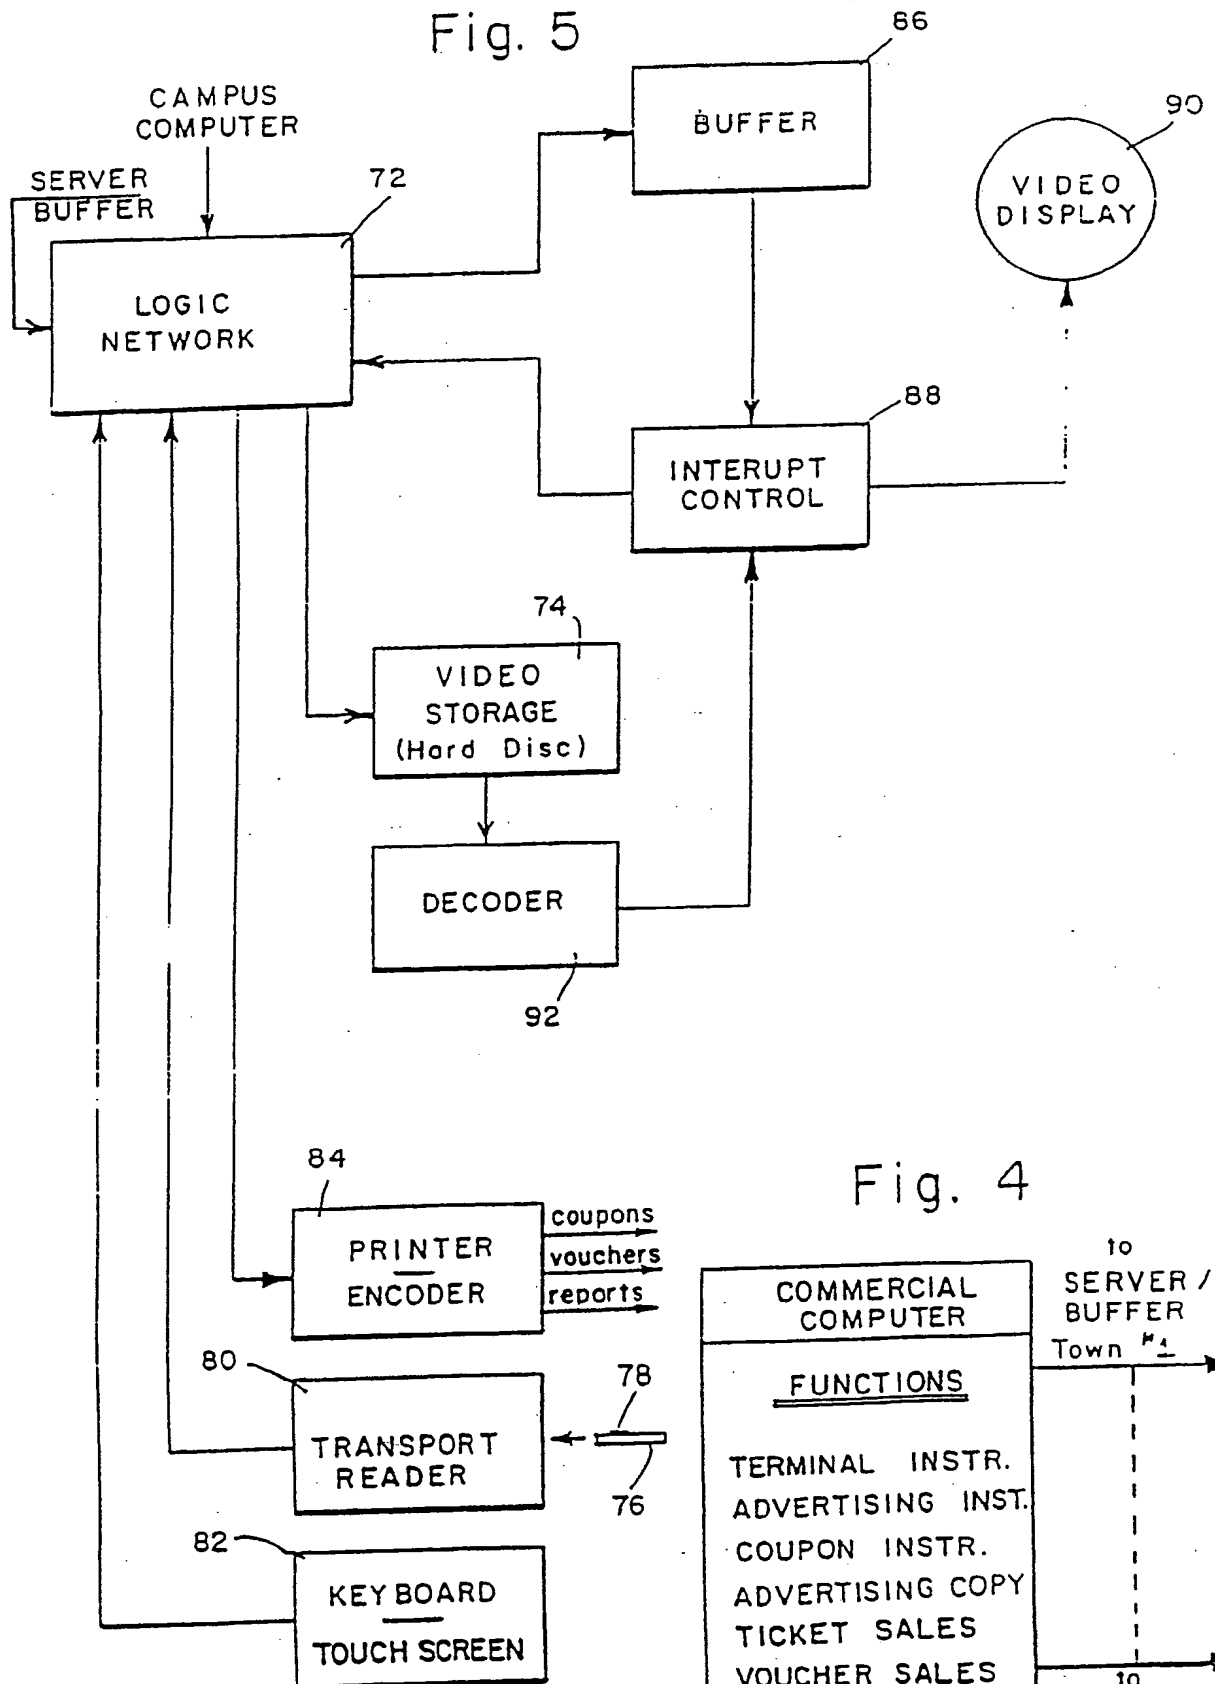 Fig. 5
86
CAMPUS
COMPUTER
BUFFER
90
SERVER
BUFFER
72
VIDEO
DISPLAY
LOGIC
NETWORK
88
INTERUPT
CONTROL
74
VIDEO
STORAGE
(Hard Disc)
DECODER
92
84
PRINTER
ENCODER
coupons
vouchers
reports
80
TRANSPORT
READER
78
76
82
KEYBOARD
TOUCH SCREEN
Fig. 4
COMMERCIAL
COMPUTER
to
SERVER/
BUFFER
Town #1
FUNCTIONS
TERMINAL INSTR.
ADVERTISING INST.
COUPON INSTR.
ADVERTISING COPY
TICKET SALES
VOUCHER SALES
to